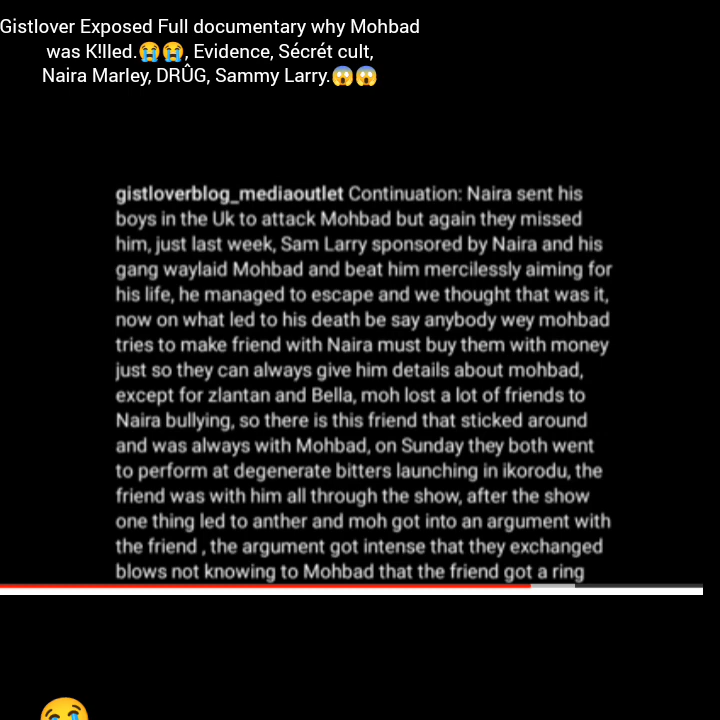 Gistlover Exposed Full documentary why Mohbad
was K!lled.😭😭, Evidence, Sécrét cult,
Naira Marley, DRÛG, Sammy Larry.😱😱
gistloverblog_mediaoutlet Continuation: Naira sent his
boys in the Uk to attack Mohbad but again they missed
him, just last week, Sam Larry sponsored by Naira and his
gang waylaid Mohbad and beat him mercilessly aiming for
his life, he managed to escape and we thought that was it,
now on what led to his death be say anybody wey mohbad
tries to make friend with Naira must buy them with money
just so they can always give him details about mohbad,
except for zlantan and Bella, moh lost a lot of friends to
Naira bullying, so there is this friend that sticked around
and was always with Mohbad, on Sunday they both went
to perform at degenerate bitters launching in ikorodu, the
friend was with him all through the show, after the show
one thing led to anther and moh got into an argument with
the friend , the argument got intense that they exchanged
blows not knowing to Mohbad that the friend got a ring